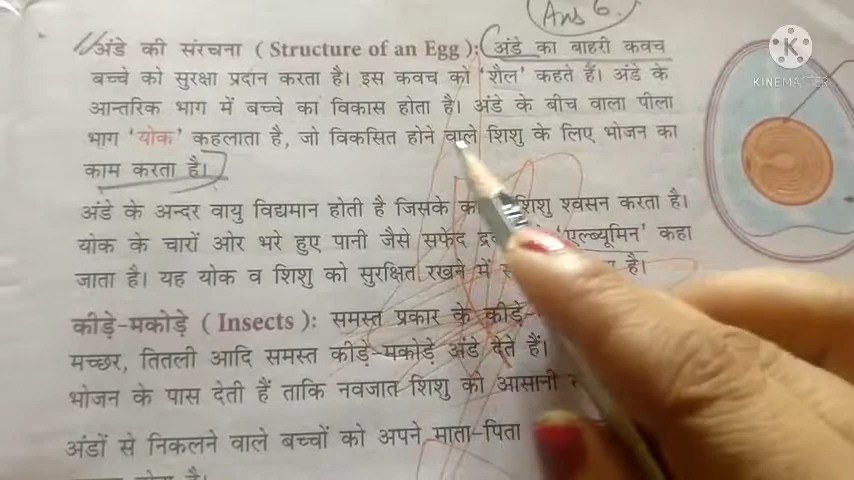 Ans 6.
अंडे की संरचना (Structure of an Egg): अंडे का बाहरी कवच
बच्चे को सुरक्षा प्रदान करता है। इस कवच को 'शैल' कहते हैं। अंडे के
आन्तरिक भाग में बच्चे का विकास होता है। अंडे के बीच वाला पीला
भाग 'योक' कहलाता है, जो विकसित होने वाले शिशु के लिए भोजन का
काम करता है।
अंडे के अन्दर वायु विद्यमान होती है जिसके शिशु श्वसन करता है।
योक के चारों ओर भरे हुए पानी जैसे सफेद 'एल्ब्यूमिन' कहा
जाता है। यह योक व शिशु को सुरक्षित रखने में है।
कीड़े-मकोड़े (Insects): समस्त प्रकार के कीड़े-
मच्छर, तितली आदि समस्त कीड़े-मकोड़े अंडे देते हैं।
भोजन के पास देती हैं ताकि नवजात शिशु को आसानी
अंडों से निकलने वाले बच्चों को अपने माता-पिता
K
KINEMASTER